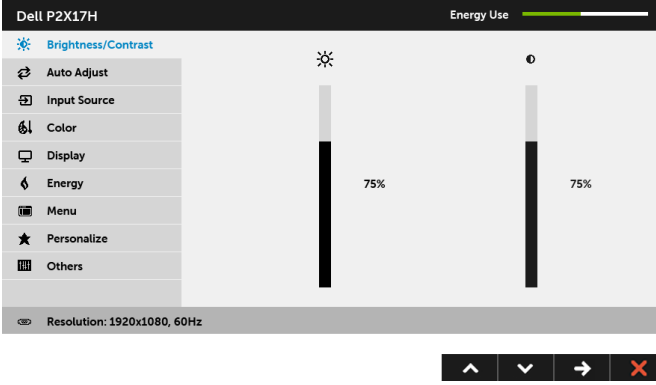 Dell P2X17H
Energy Use
Brightness/Contrast
Auto Adjust
Input Source
Color
Display
Energy
Menu
Personalize
Others
75%
75%
Resolution: 1920x1080, 60Hz